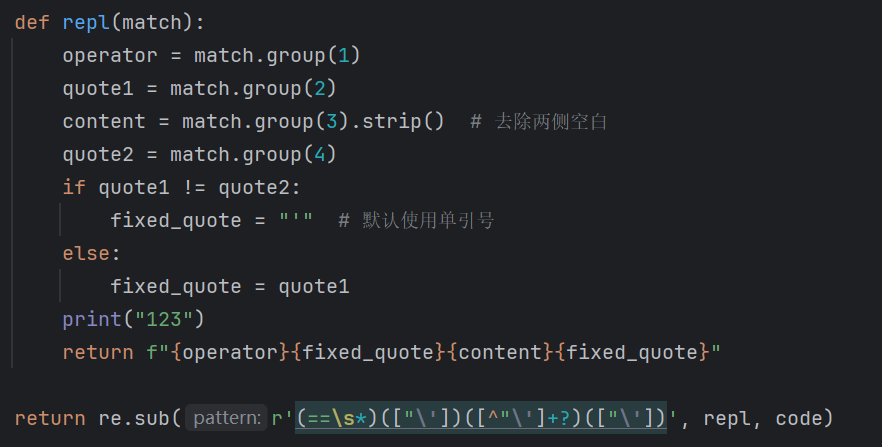 def repl(match):
    operator = match.group(1)
    quote1 = match.group(2)
    content = match.group(3).strip()  # 去除两侧空白
    quote2 = match.group(4)
    if quote1 != quote2:
        fixed_quote = "'"  # 默认使用单引号
    else:
        fixed_quote = quote1
    print("123")
    return f"{operator}{fixed_quote}{content}{fixed_quote}"
return re.sub( pattern: r'(==\s*)(["\'])([^"\']+?)(["\'])', repl, code)